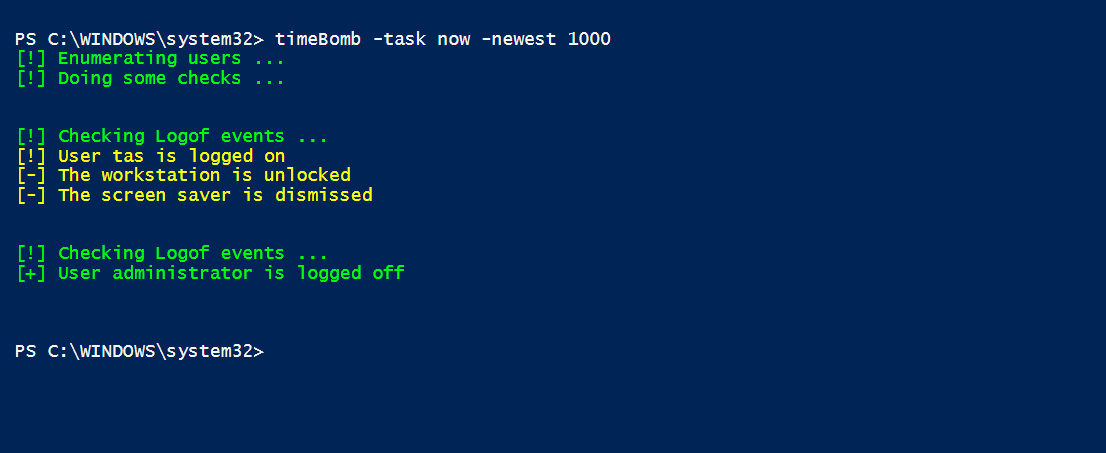 PS C:\WINDOWS\system32> timeBomb -task now -newest 1000
[!] Enumerating users ...
[!] Doing some checks ...
[!] Checking Logof events ...
[!] User tas is logged on
[-] The workstation is unlocked
[-] The screen saver is dismissed
[!] Checking Logof events ...
[+] User administrator is logged off
PS C:\WINDOWS\system32>